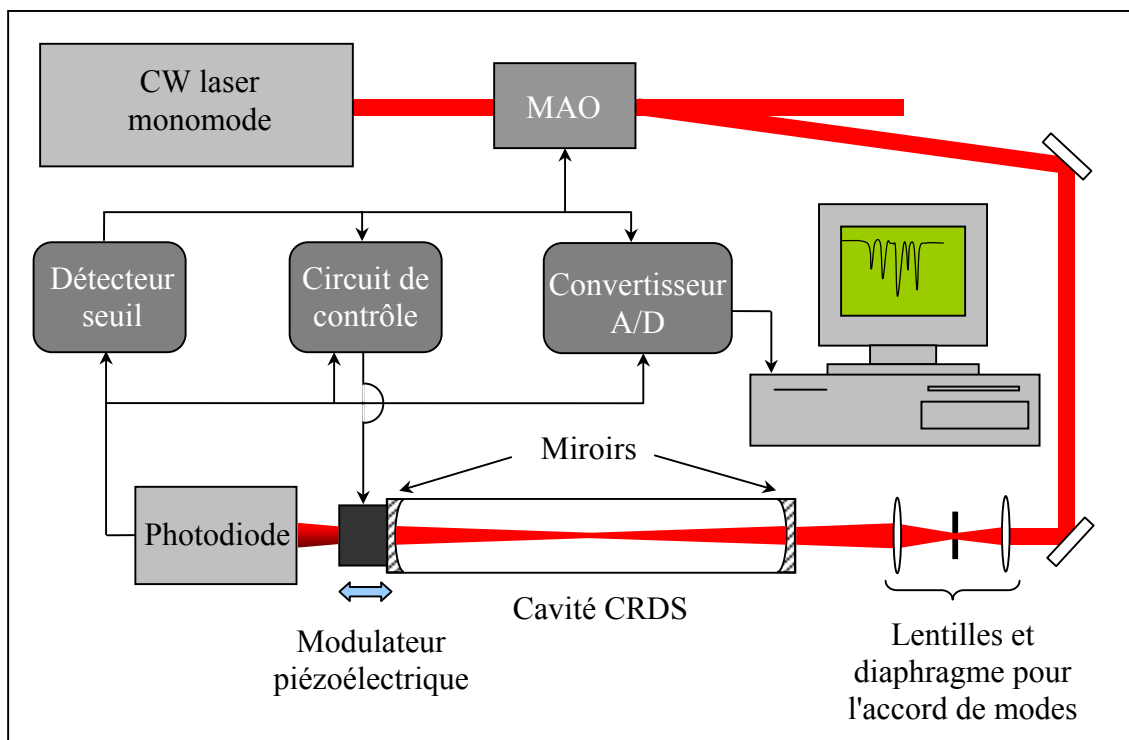 CW laser
monomode
MAO
Détecteur
seuil
Circuit de
contrôle
Convertisseur
A/D
Miroirs
Photodiode
Cavité CRDS
Modulateur
piézoélectrique
Lentilles et
diaphragme pour
l'accord de modes